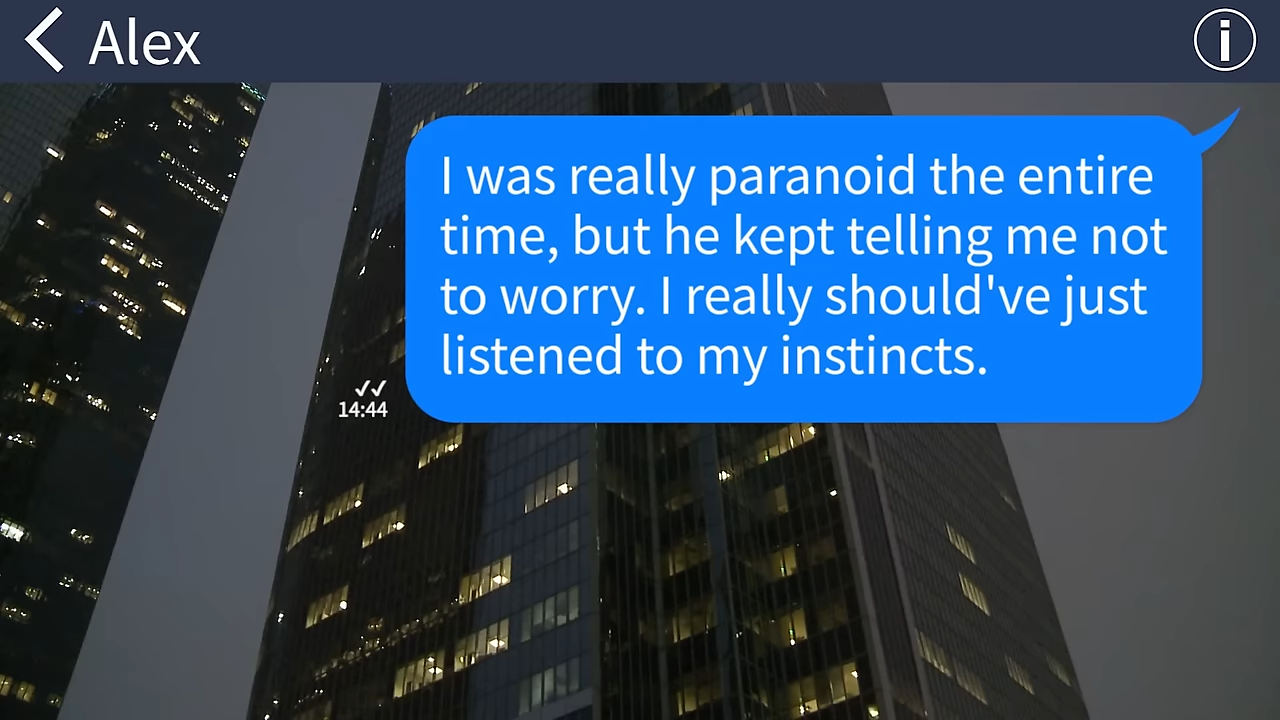 Alex
I was really paranoid the entire
time, but he kept telling me not
to worry. I really should've just
listened to my instincts.
14:44